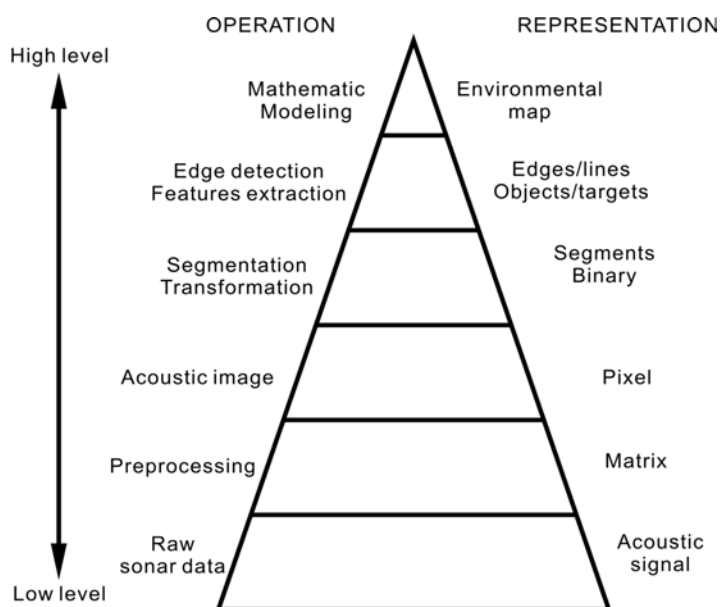 OPERATION
REPRESENTATION
High level
Mathematic
Modeling
Environmental
map
Edge detection
Features extraction
Edges/lines
Objects/targets
Segmentation
Transformation
Segments
Binary
Acoustic image
Pixel
Preprocessing
Matrix
Raw
sonar data
Acoustic
signal
Low level